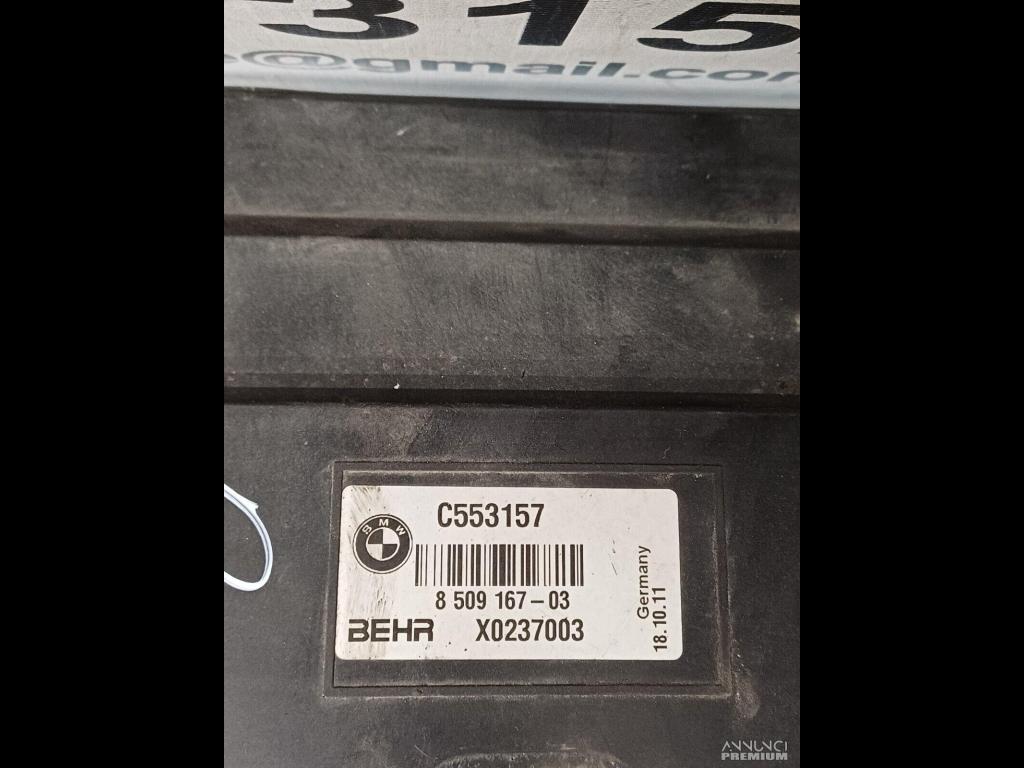 315
@gmail.com
C553157
BMW
8 509 167-03
BEHR X0237003
Germany
18.10.11
ANNUNCI
PREMIUM